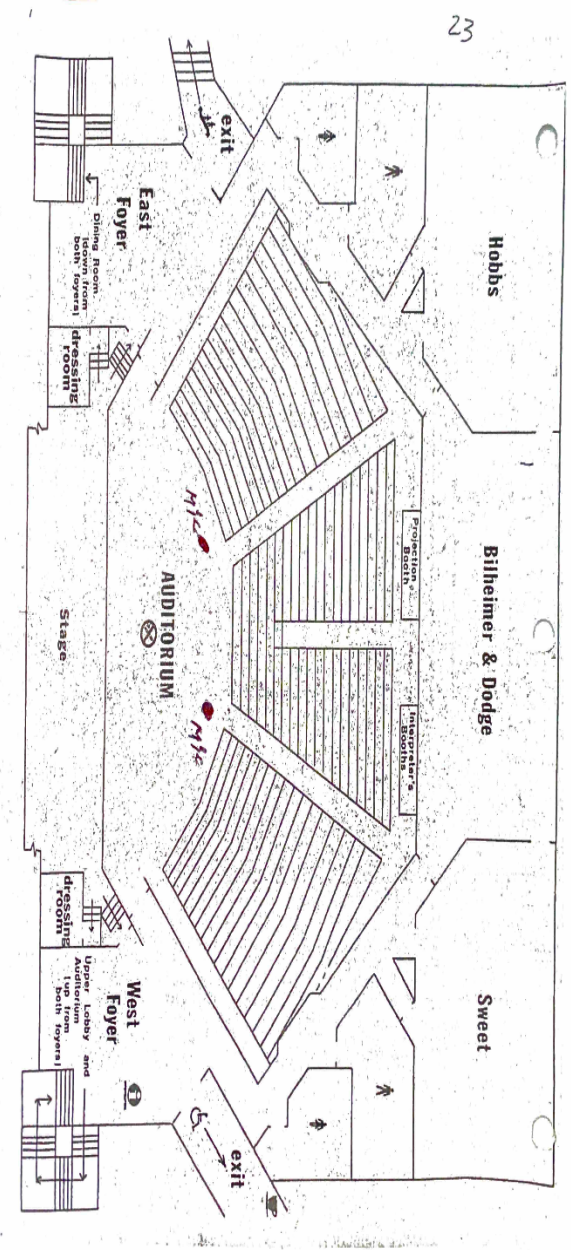 23
exit
East
Foyer
Dining Room
(down from
both foyers)
dressing
room
Hobbs
Projection
Booth
Bilheimer & Dodge
Interpreter's
Booths
Mic
AUDITORIUM
Mic
Stage
dressing
room
West
Foyer
Upper Lobby and
Auditorium
(up from
both foyers)
Sweet
exit